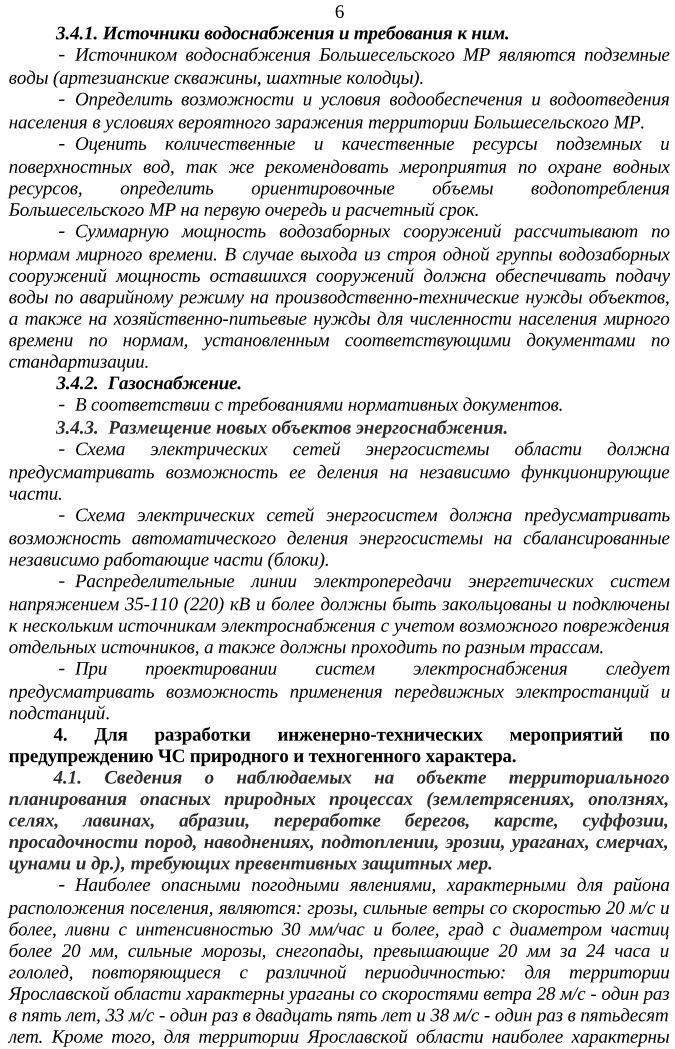 6
3.4.1. Источники водоснабжения и требования к ним.
- Источником водоснабжения Большесельского МР являются подземные
воды (артезианские скважины, шахтные колодцы).
- Определить возможности и условия водообеспечения и водоотведения
населения в условиях вероятного заражения территории Большесельского МР.
- Оценить количественные и качественные ресурсы подземных и
поверхностных вод, так же рекомендовать мероприятия по охране водных
ресурсов, определить ориентировочные объемы водопотребления
Большесельского МР на первую очередь и расчетный срок.
- Суммарную мощность водозаборных сооружений рассчитывают по
нормам мирного времени. В случае выхода из строя одной группы водозаборных
сооружений мощность оставшихся сооружений должна обеспечивать подачу
воды по аварийному режиму на производственно-технические нужды объектов,
а также на хозяйственно-питьевые нужды для численности населения мирного
времени по нормам, установленным соответствующими документами по
стандартизации.
3.4.2. Газоснабжение.
- В соответствии с требованиями нормативных документов.
3.4.3. Размещение новых объектов энергоснабжения.
- Схема электрических сетей энергосистемы области должна
предусматривать возможность ее деления на независимо функционирующие
части.
- Схема электрических сетей энергосистем должна предусматривать
возможность автоматического деления энергосистемы на сбалансированные
независимо работающие части (блоки).
- Распределительные линии электропередачи энергетических систем
напряжением 35-110 (220) кВ и более должны быть закольцованы и подключены
к нескольким источникам электроснабжения с учетом возможного повреждения
отдельных источников, а также должны проходить по разным трассам.
- При проектировании систем электроснабжения следует
предусматривать возможность применения передвижных электростанций и
подстанций.
4. Для разработки инженерно-технических мероприятий по
предупреждению ЧС природного и техногенного характера.
4.1. Сведения о наблюдаемых на объекте территориального
планирования опасных природных процессах (землетрясениях, оползнях,
селях, лавинах, абразии, переработке берегов, карсте, суффозии,
просадочности пород, наводнениях, подтоплении, эрозии, ураганах, смерчах,
цунами и др.), требующих превентивных защитных мер.
- Наиболее опасными погодными явлениями, характерными для района
расположения поселения, являются: грозы, сильные ветры со скоростью 20 м/с и
более, ливни с интенсивностью 30 мм/час и более, град с диаметром частиц
более 20 мм, сильные морозы, снегопады, превышающие 20 мм за 24 часа и
гололед, повторяющиеся с различной периодичностью: для территории
Ярославской области характерны ураганы со скоростями ветра 28 м/с - один раз
в пять лет, 33 м/с - один раз в двадцать пять лет и 38 м/с - один раз в пятьдесят
лет. Кроме того, для территории Ярославской области наиболее характерны